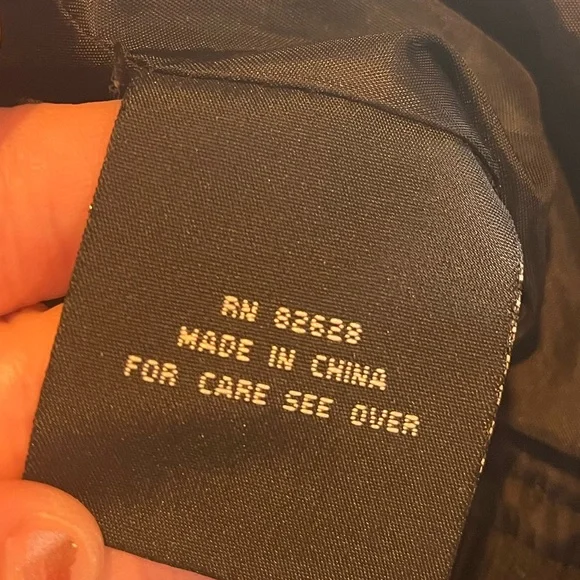 RN 82628
MADE IN CHINA
FOR CARE SEE OVER